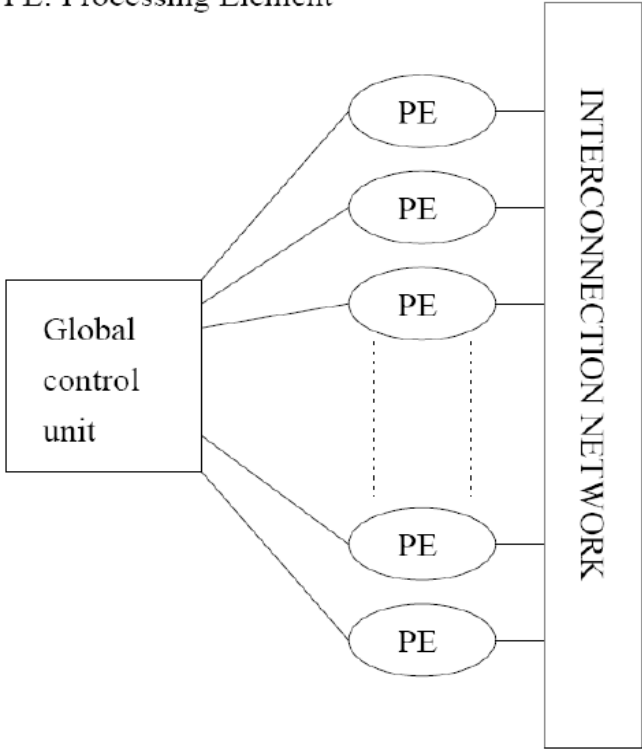 PE: Processing Element
PE
PE
PE
Global
control
unit
PE
PE
INTERCONNECTION NETWORK